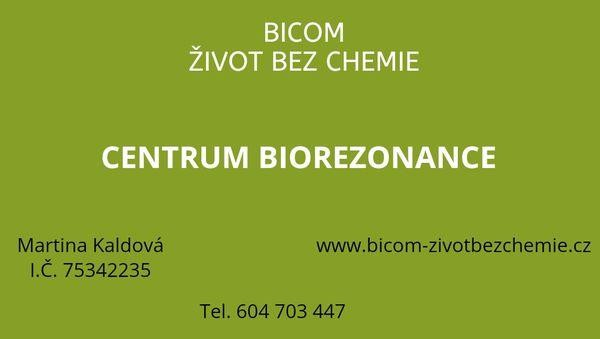 BICOM
ŽIVOT BEZ CHEMIE
CENTRUM BIOREZONANCE
Martina Kaldová
www.bicom-zivotbezchemie.cz
I.Č. 75342235
Tel. 604 703 447